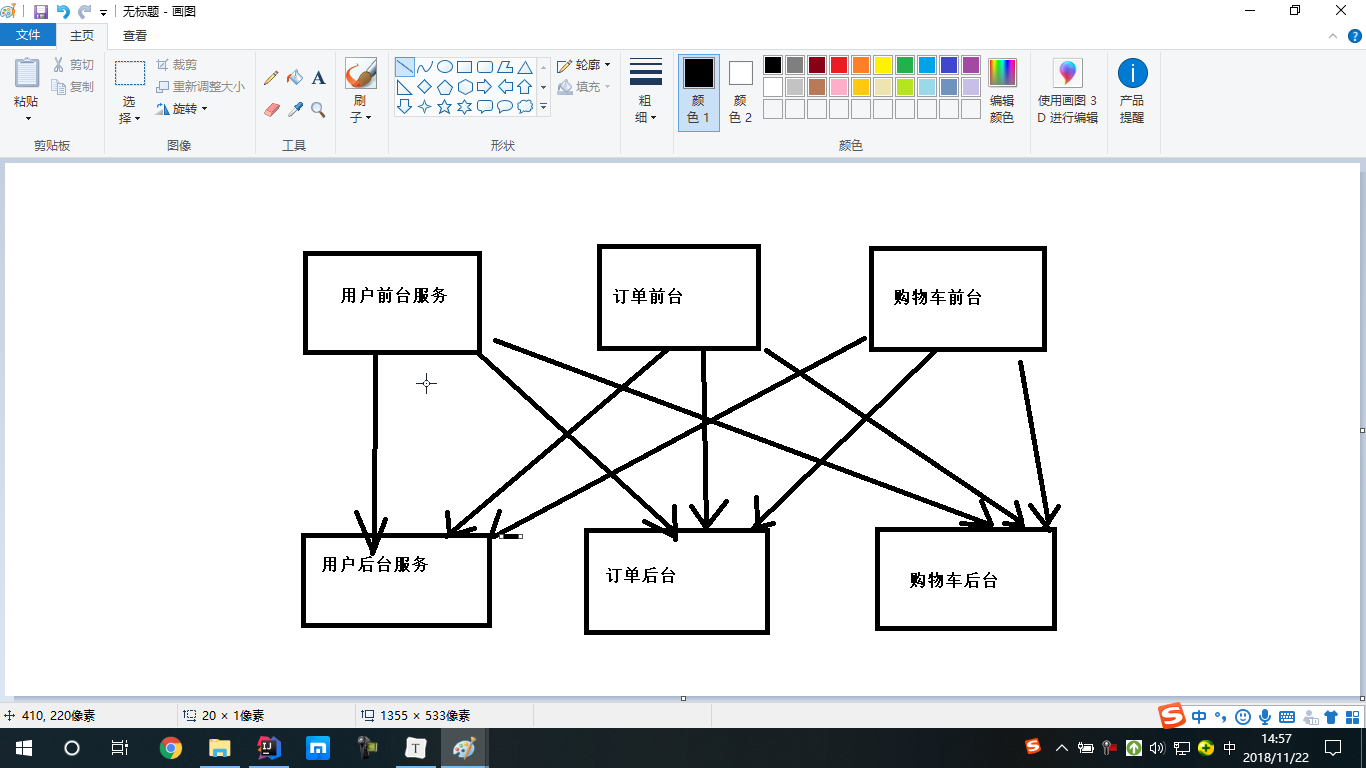 无标题 - 画图
文件
主页
查看
粘贴
剪切
复制
剪贴板
选
择
裁剪
重新调整大小
旋转
图像
A
工具
刷
子
轮廓
填充
形状
粗
细
颜
色 1
颜
色 2
颜色
编辑
颜色
使用画图 3
D 进行编辑
产品
提醒
用户前台服务
订单前台
购物车前台
用户后台服务
订单后台
购物车后台
410, 220像素
20 × 1像素
1355 × 533像素
S 中
T
中
14:57
2018/11/22